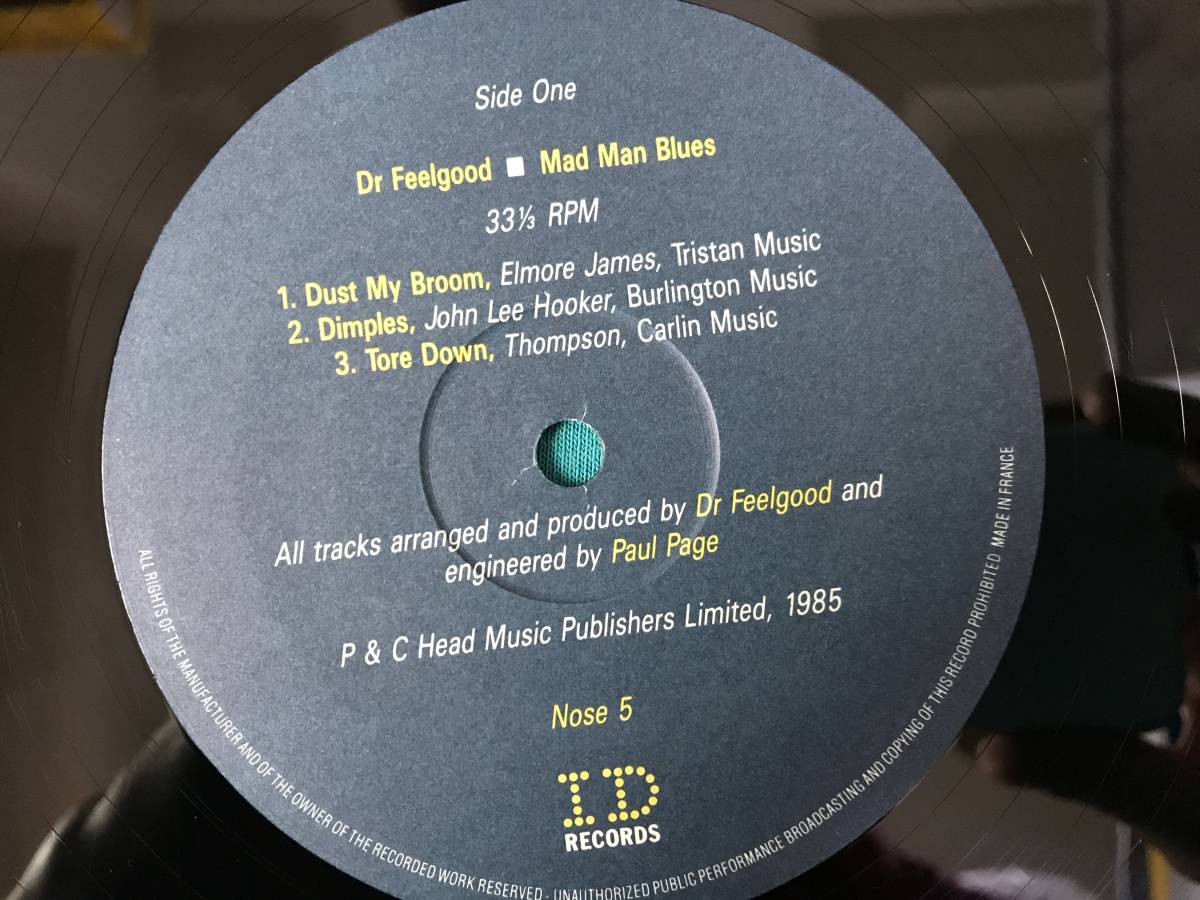 Side One
Dr Feelgood ■ Mad Man Blues
33⅓ RPM
1. Dust My Broom, Elmore James, Tristan Music
2. Dimples, John Lee Hooker, Burlington Music
3. Tore Down, Thompson, Carlin Music
All tracks arranged and produced by Dr Feelgood and
engineered by Paul Page
P & C Head Music Publishers Limited, 1985
Nose 5
ID
RECORDS
ALL RIGHTS OF THE MANUFACTURER AND OF THE OWNER OF THE RECORDED WORK RESERVED - UNAUTHORIZED PUBLIC PERFORMANCE BROADCASTING AND COPYING OF THIS RECORD PROHIBITED MADE IN FRANCE